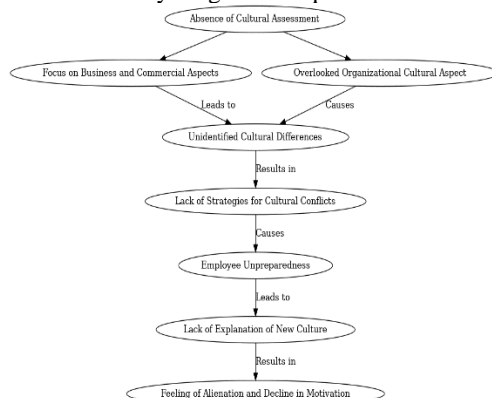 Absence of Cultural Assessment
Focus on Business and Commercial Aspects
Overlooked Organizational Cultural Aspect
Leads to
Causes
Unidentified Cultural Differences
Results in
Lack of Strategies for Cultural Conflicts
Causes
Employee Unpreparedness
Leads to
Lack of Explanation of New Culture
Results in
Feeling of Alienation and Decline in Motivation